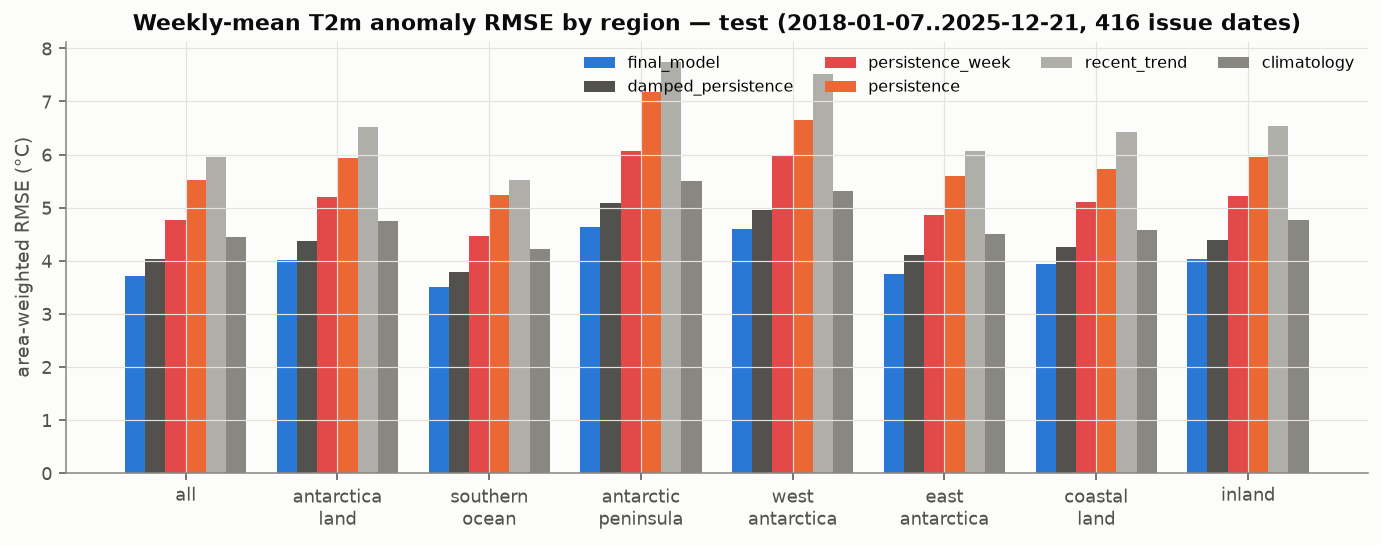 Weekly-mean T2m anomaly RMSE by region — test (2018-01-07..2025-12-21, 416 issue dates)
final_model
damped_persistence
persistence_week
persistence
recent_trend
climatology
area-weighted RMSE (°C)
8
7
6
5
4
3
2
1
0
all
antarctica
land
southern
ocean
antarctic
peninsula
west
antarctica
east
antarctica
coastal
land
inland